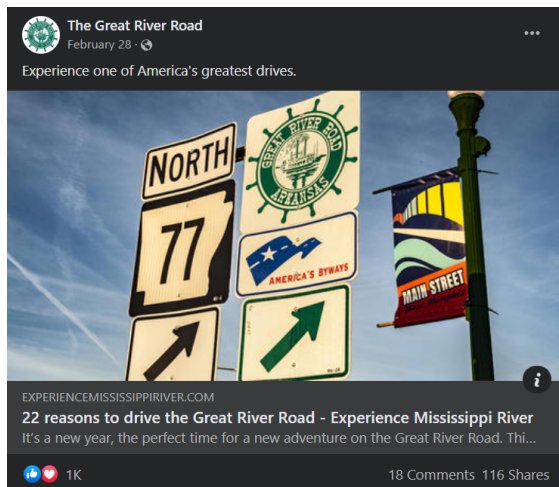 The Great River Road
February 28
Experience one of America's greatest drives.
NORTH
77
GREAT RIVER ROAD
ARKANSAS
AMERICA'S BYWAYS
MAIN STREET
EXPERIENCEMISSISSIPPIRIVER.COM
22 reasons to drive the Great River Road - Experience Mississippi River
It's a new year, the perfect time for a new adventure on the Great River Road. Thi...
1K
18 Comments 116 Shares